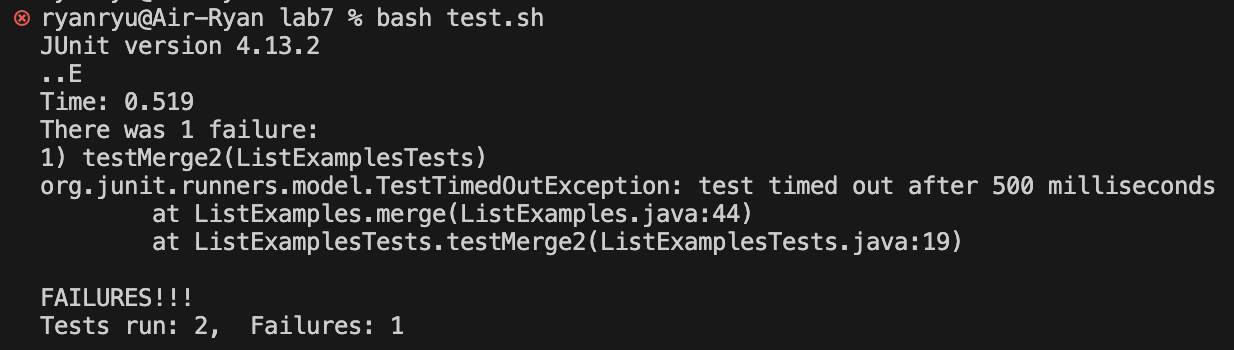 ryanryu@Air-Ryan lab7 % bash test.sh
JUnit version 4.13.2
..E
Time: 0.519
There was 1 failure:
1) testMerge2(ListExamplesTests)
org.junit.runners.model.TestTimedOutException: test timed out after 500 milliseconds
        at ListExamples.merge(ListExamples.java:44)
        at ListExamplesTests.testMerge2(ListExamplesTests.java:19)

FAILURES!!!
Tests run: 2,  Failures: 1